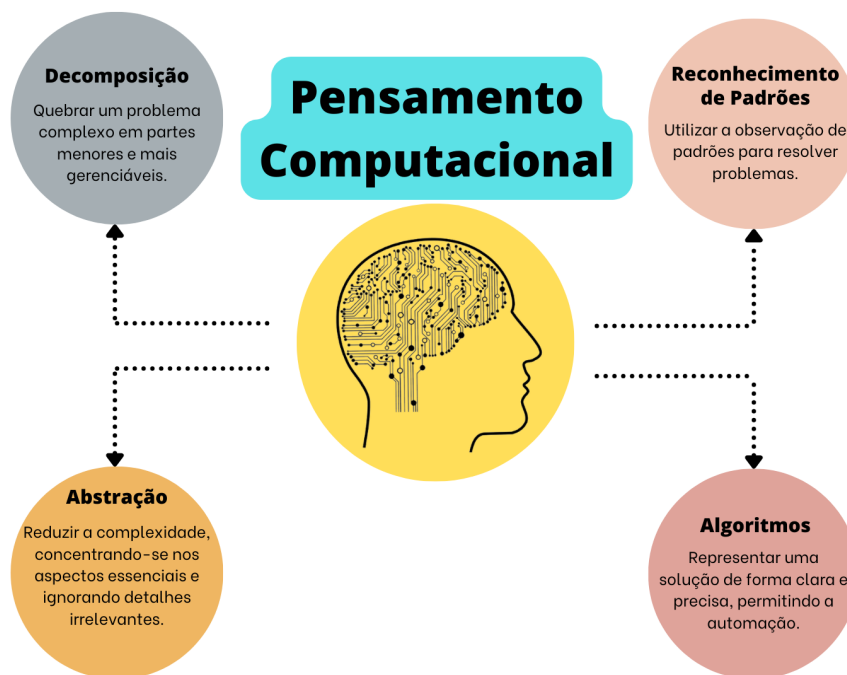 Pensamento
Computacional
Decomposição
Quebrar um problema
complexo em partes
menores e mais
gerenciáveis.
Reconhecimento
de Padrões
Utilizar a observação de
padrões para resolver
problemas.
Abstração
Reduzir a complexidade,
concentrando-se nos
aspectos essenciais e
ignorando detalhes
irrelevantes.
Algoritmos
Representar uma
solução de forma clara e
precisa, permitindo a
automação.